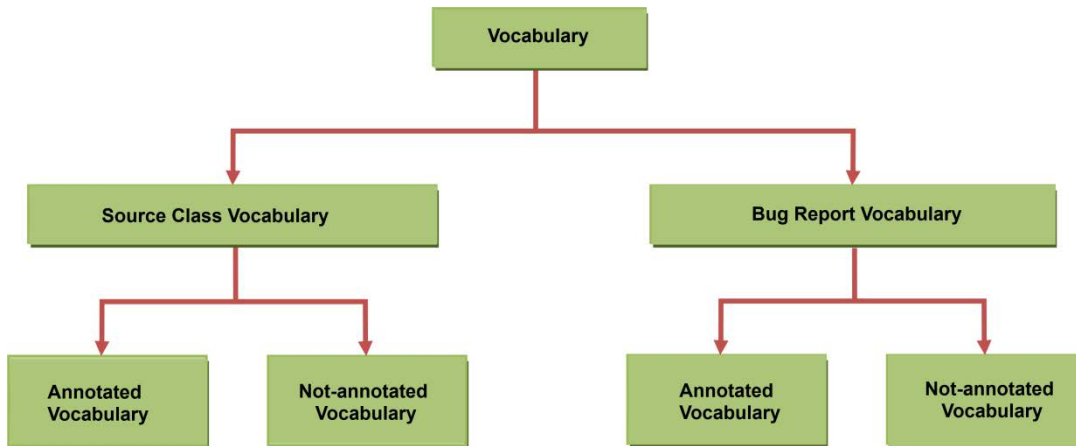 Vocabulary
Source Class Vocabulary
Bug Report Vocabulary
Annotated
Vocabulary
Not-annotated
Vocabulary
Annotated
Vocabulary
Not-annotated
Vocabulary